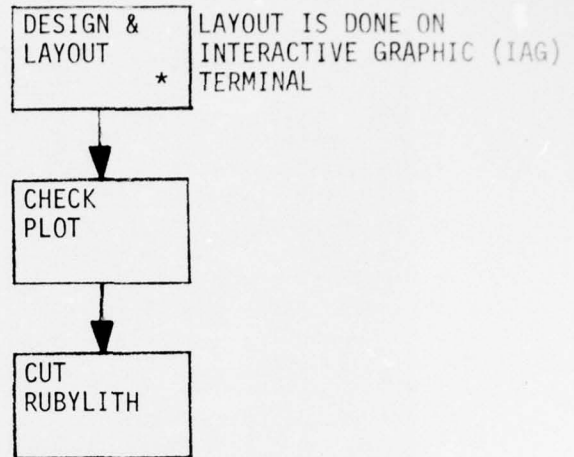 DESIGN &
LAYOUT
*
LAYOUT IS DONE ON
INTERACTIVE GRAPHIC (IAG)
TERMINAL
CHECK
PLOT
CUT
RUBYLITH